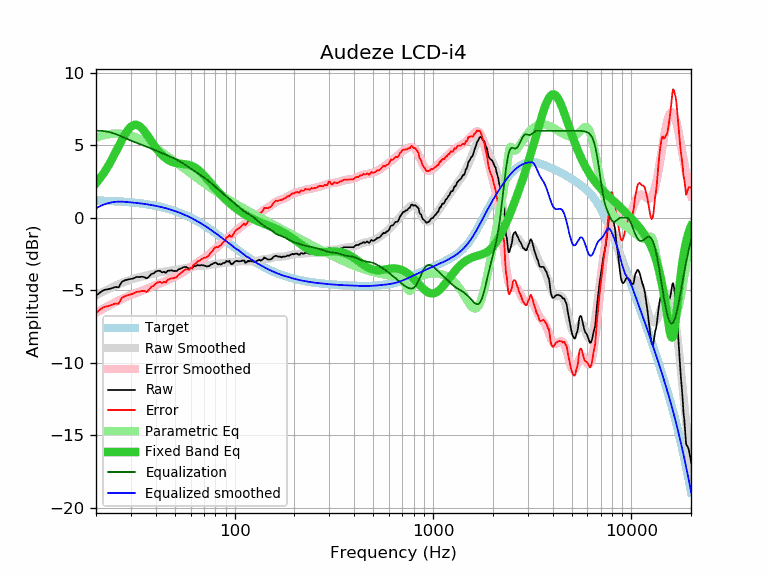 Audeze LCD-i4
10
5
0
−5
−10
−15
−20
Amplitude (dBr)
Target
Raw Smoothed
Error Smoothed
Raw
Error
Parametric Eq
Fixed Band Eq
Equalization
Equalized smoothed
100 1000 10000
Frequency (Hz)